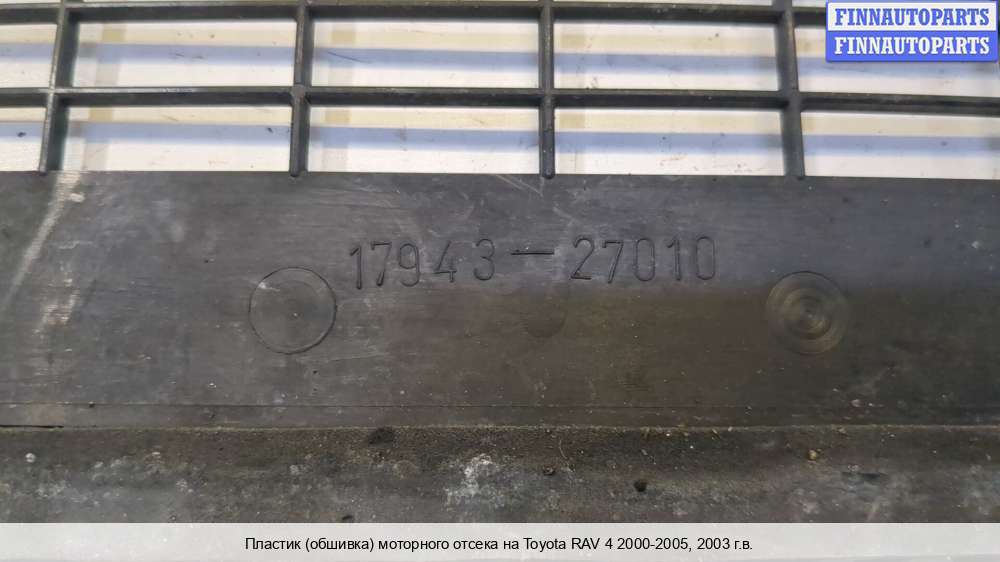 FINNAUTOPARTS
FINNAUTOPARTS
17943-27010
Пластик (обшивка) моторного отсека на Toyota RAV 4 2000-2005, 2003 г.в.